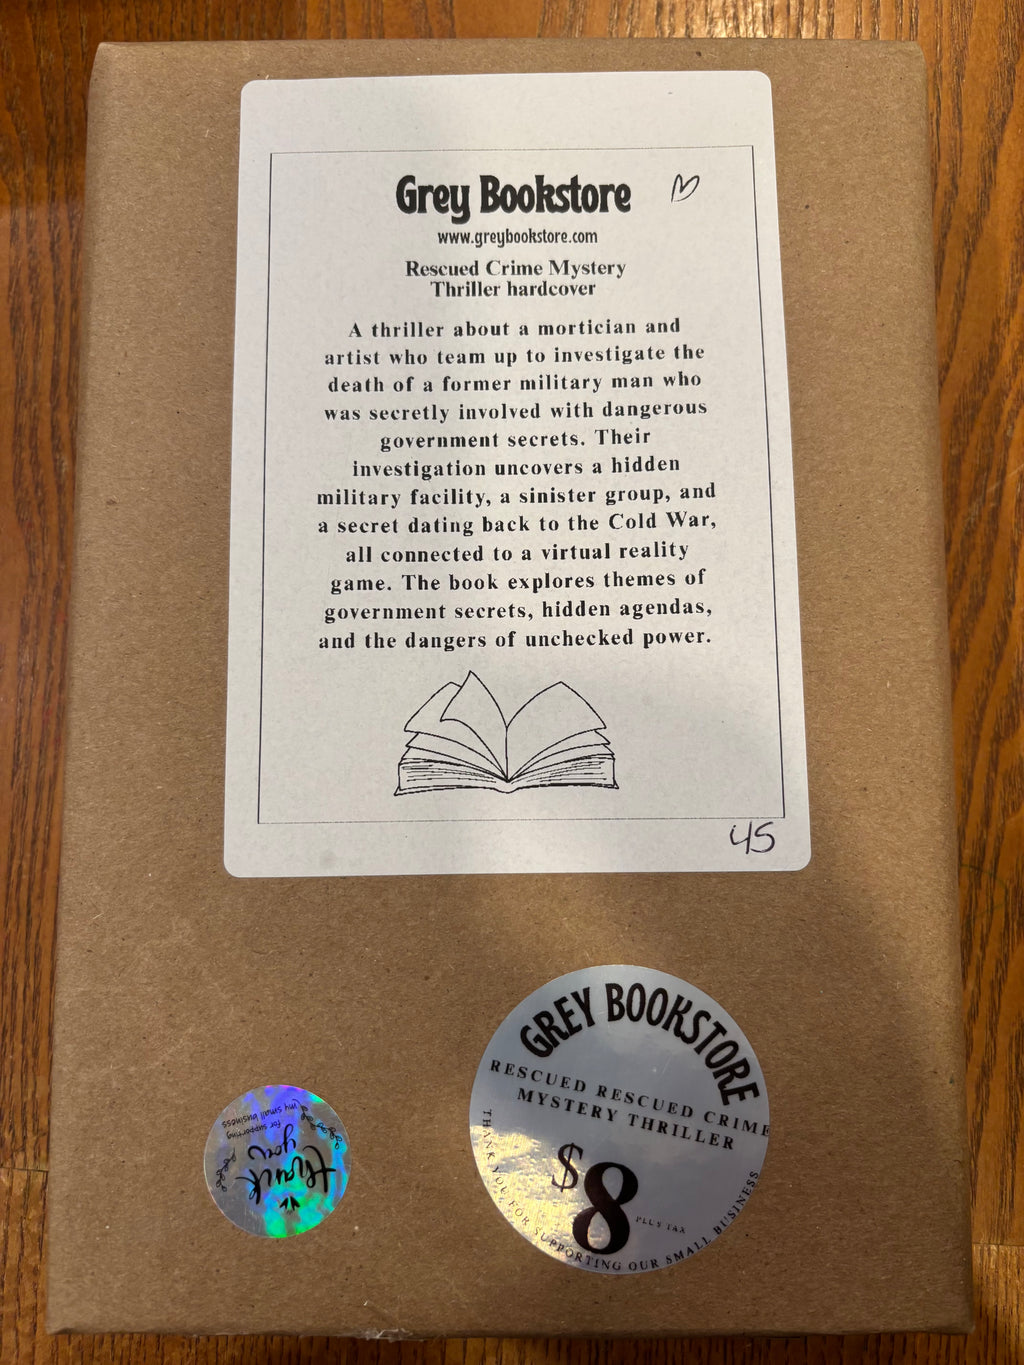 Grey Bookstore
www.greybookstore.com
Rescued Crime Mystery
Thriller hardcover
A thriller about a mortician and
artist who team up to investigate the
death of a former military man who
was secretly involved with dangerous
government secrets. Their
investigation uncovers a hidden
military facility, a sinister group, and
a secret dating back to the Cold War,
all connected to a virtual reality
game. The book explores themes of
government secrets, hidden agendas,
and the dangers of unchecked power.
45
GREY BOOKSTORE
RESCUED RESCUED CRIME
MYSTERY THRILLER
$8
PLUS TAX
THANK YOU FOR SUPPORTING OUR SMALL BUSINESS
thank
you
for supporting
my small business